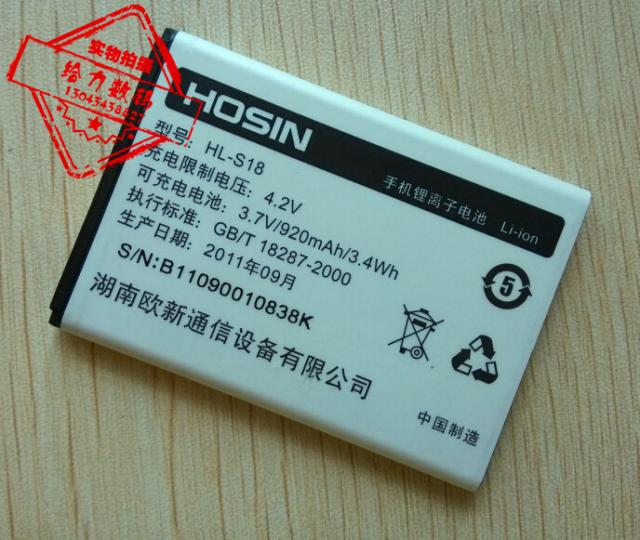 实物拍摄
给力数码
HOSIN
手机锂离子电池 Li-ion
型号: HL-S18
充电限制电压: 4.2V
可充电电池: 3.7V/920mAh/3.4Wh
执行标准: GB/T 18287-2000
生产日期: 2011年09月
S/N:B11090010838K
湖南欧新通信设备有限公司
5
中国制造